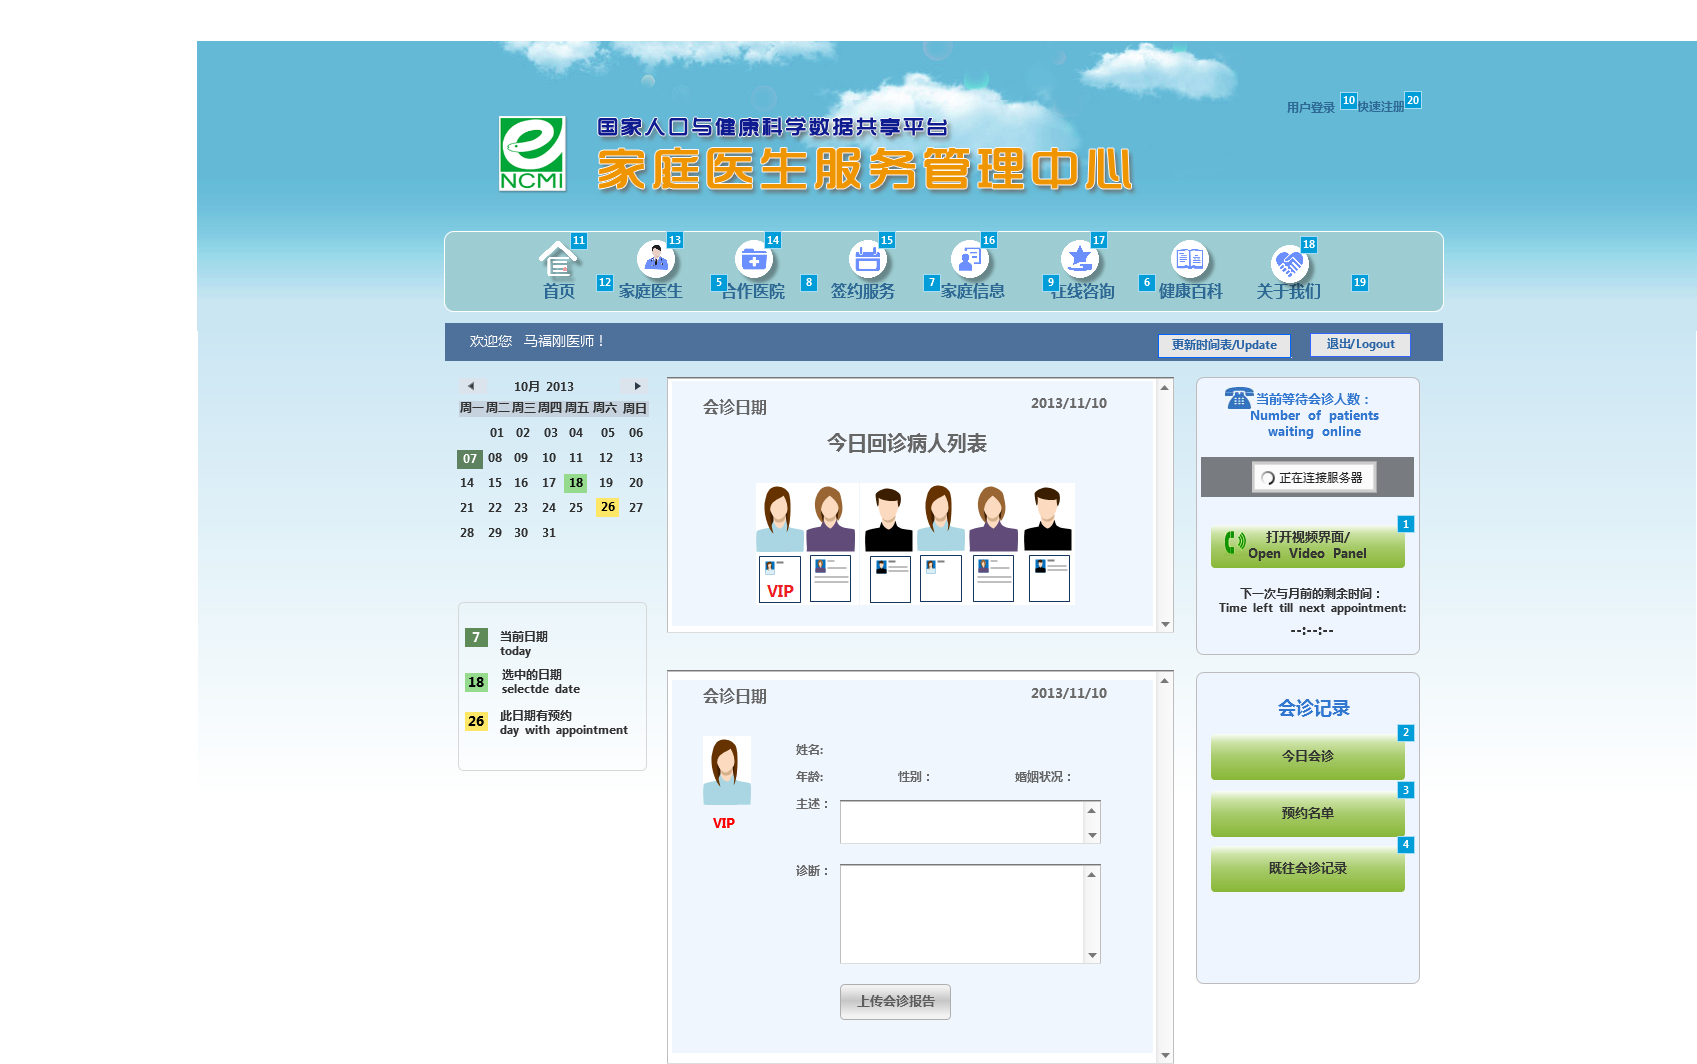 用户登录 10 快速注册 20
国家人口与健康科学数据共享平台
家庭医生服务管理中心
NCMI
11 13 14 15 16 17 18
首页 12 家庭医生 5 合作医院 8 签约服务 7 家庭信息 9 在线咨询 6 健康百科 关于我们 19
欢迎您 马福刚医师！ 更新时间表/Update 退出/Logout
10月 2013
周一 周二 周三 周四 周五 周六 周日
01 02 03 04 05 06
07 08 09 10 11 12 13
14 15 16 17 18 19 20
21 22 23 24 25 26 27
28 29 30 31
7 当前日期
today
18 选中的日期
selectde date
26 此日期有预约
day with appointment
会诊日期 2013/11/10
今日回诊病人列表
VIP
会诊日期 2013/11/10
姓名:
年龄: 性别： 婚姻状况：
主述：
VIP
诊断：
上传会诊报告
当前等待会诊人数：
Number of patients
waiting online
正在连接服务器
1
打开视频界面/
Open Video Panel
下一次与月前的剩余时间：
Time left till next appointment:
--:--:--
会诊记录
2
今日会诊
3
预约名单
4
既往会诊记录